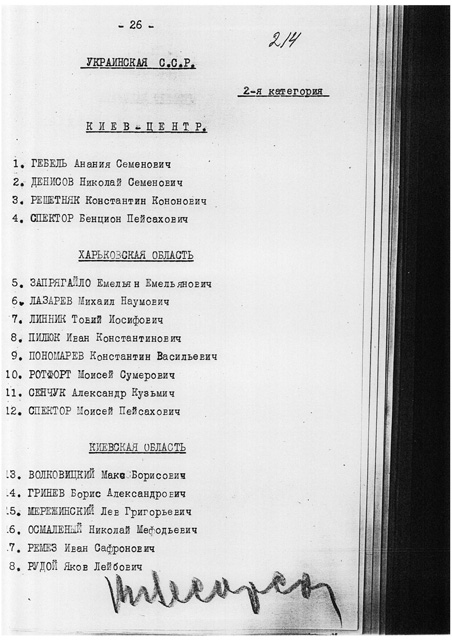 - 26 -
214
УКРАИНСКАЯ С.С.Р.
2-я категория
КИЕВ-ЦЕНТР.
1. ГЕБЕЛЬ Анания Семенович
2. ДЕНИСОВ Николай Семенович
3. РЕШЕТНЯК Константин Кононович
4. СПЕКТОР Бенцион Пейсахович
ХАРЬКОВСКАЯ ОБЛАСТЬ
5. ЗАПРЯГАЙЛО Емельян Емельянович
6. ЛАЗАРЕВ Михаил Наумович
7. ЛИННИК Товий Иосифович
8. ПИЛЮК Иван Константинович
9. ПОНОМАРЕВ Константин Васильевич
10. РОТФОРТ Моисей Сумерович
11. СЕНЧУК Александр Кузьмич
12. СПЕКТОР Моисей Пейсахович
КИЕВСКАЯ ОБЛАСТЬ
13. ВОЛКОВИЦКИЙ Макс Борисович
14. ГРИНЕВ Борис Александрович
15. МЕРЕЖИНСКИЙ Лев Григорьевич
16. ОСМАЛЕНЫЙ Николай Мефодьевич
17. РЕМЕЗ Иван Сафронович
18. РУДОЙ Яков Лейбович